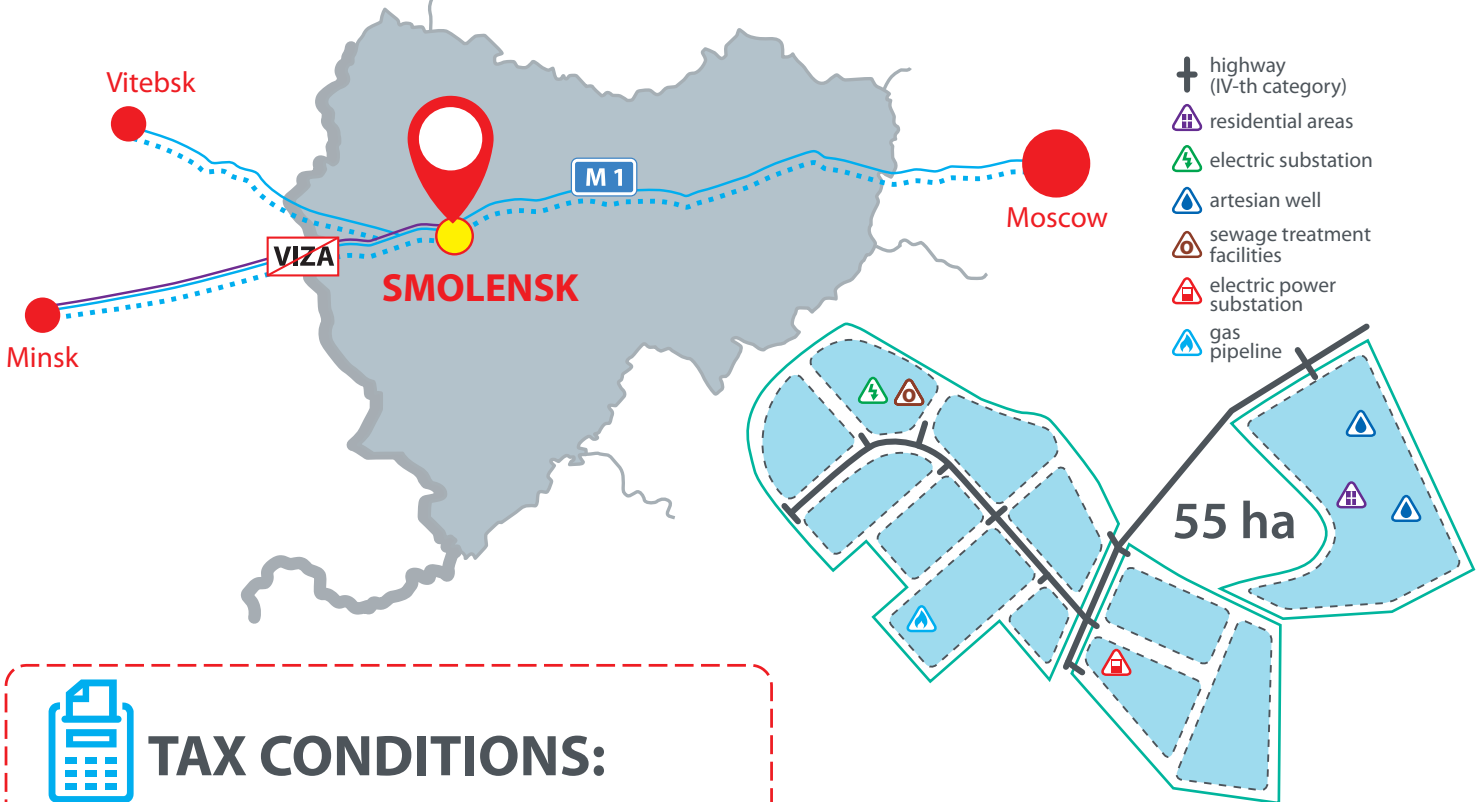 Vitebsk
M 1
Moscow
VIZA
SMOLENSK
Minsk
highway
(IV-th category)
residential areas
electric substation
artesian well
sewage treatment
facilities
electric power
substation
gas
pipeline
55 ha
TAX CONDITIONS: